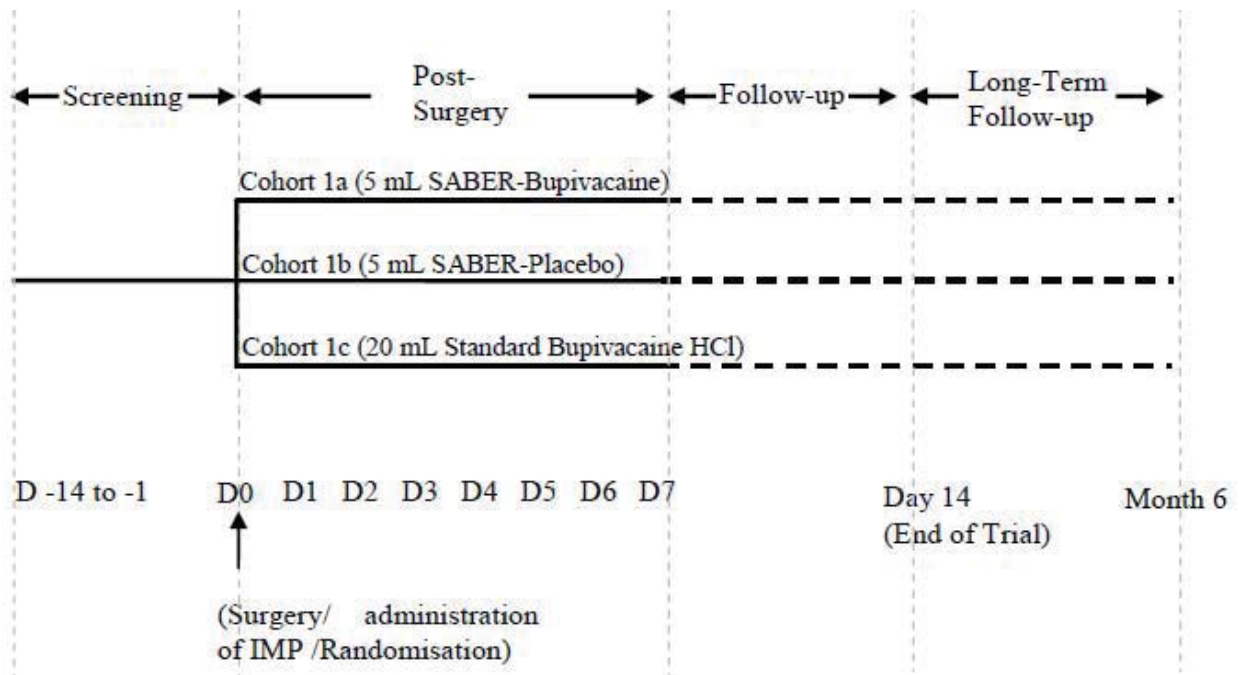 Screening
Post-
Surgery
Follow-up
Long-Term
Follow-up
Cohort 1a (5 mL SABER-Bupivacaine)
Cohort 1b (5 mL SABER-Placebo)
Cohort 1c (20 mL Standard Bupivacaine HCl)
D -14 to -1
D0 D1 D2 D3 D4 D5 D6 D7
Day 14
(End of Trial)
Month 6
(Surgery/ administration
of IMP /Randomisation)